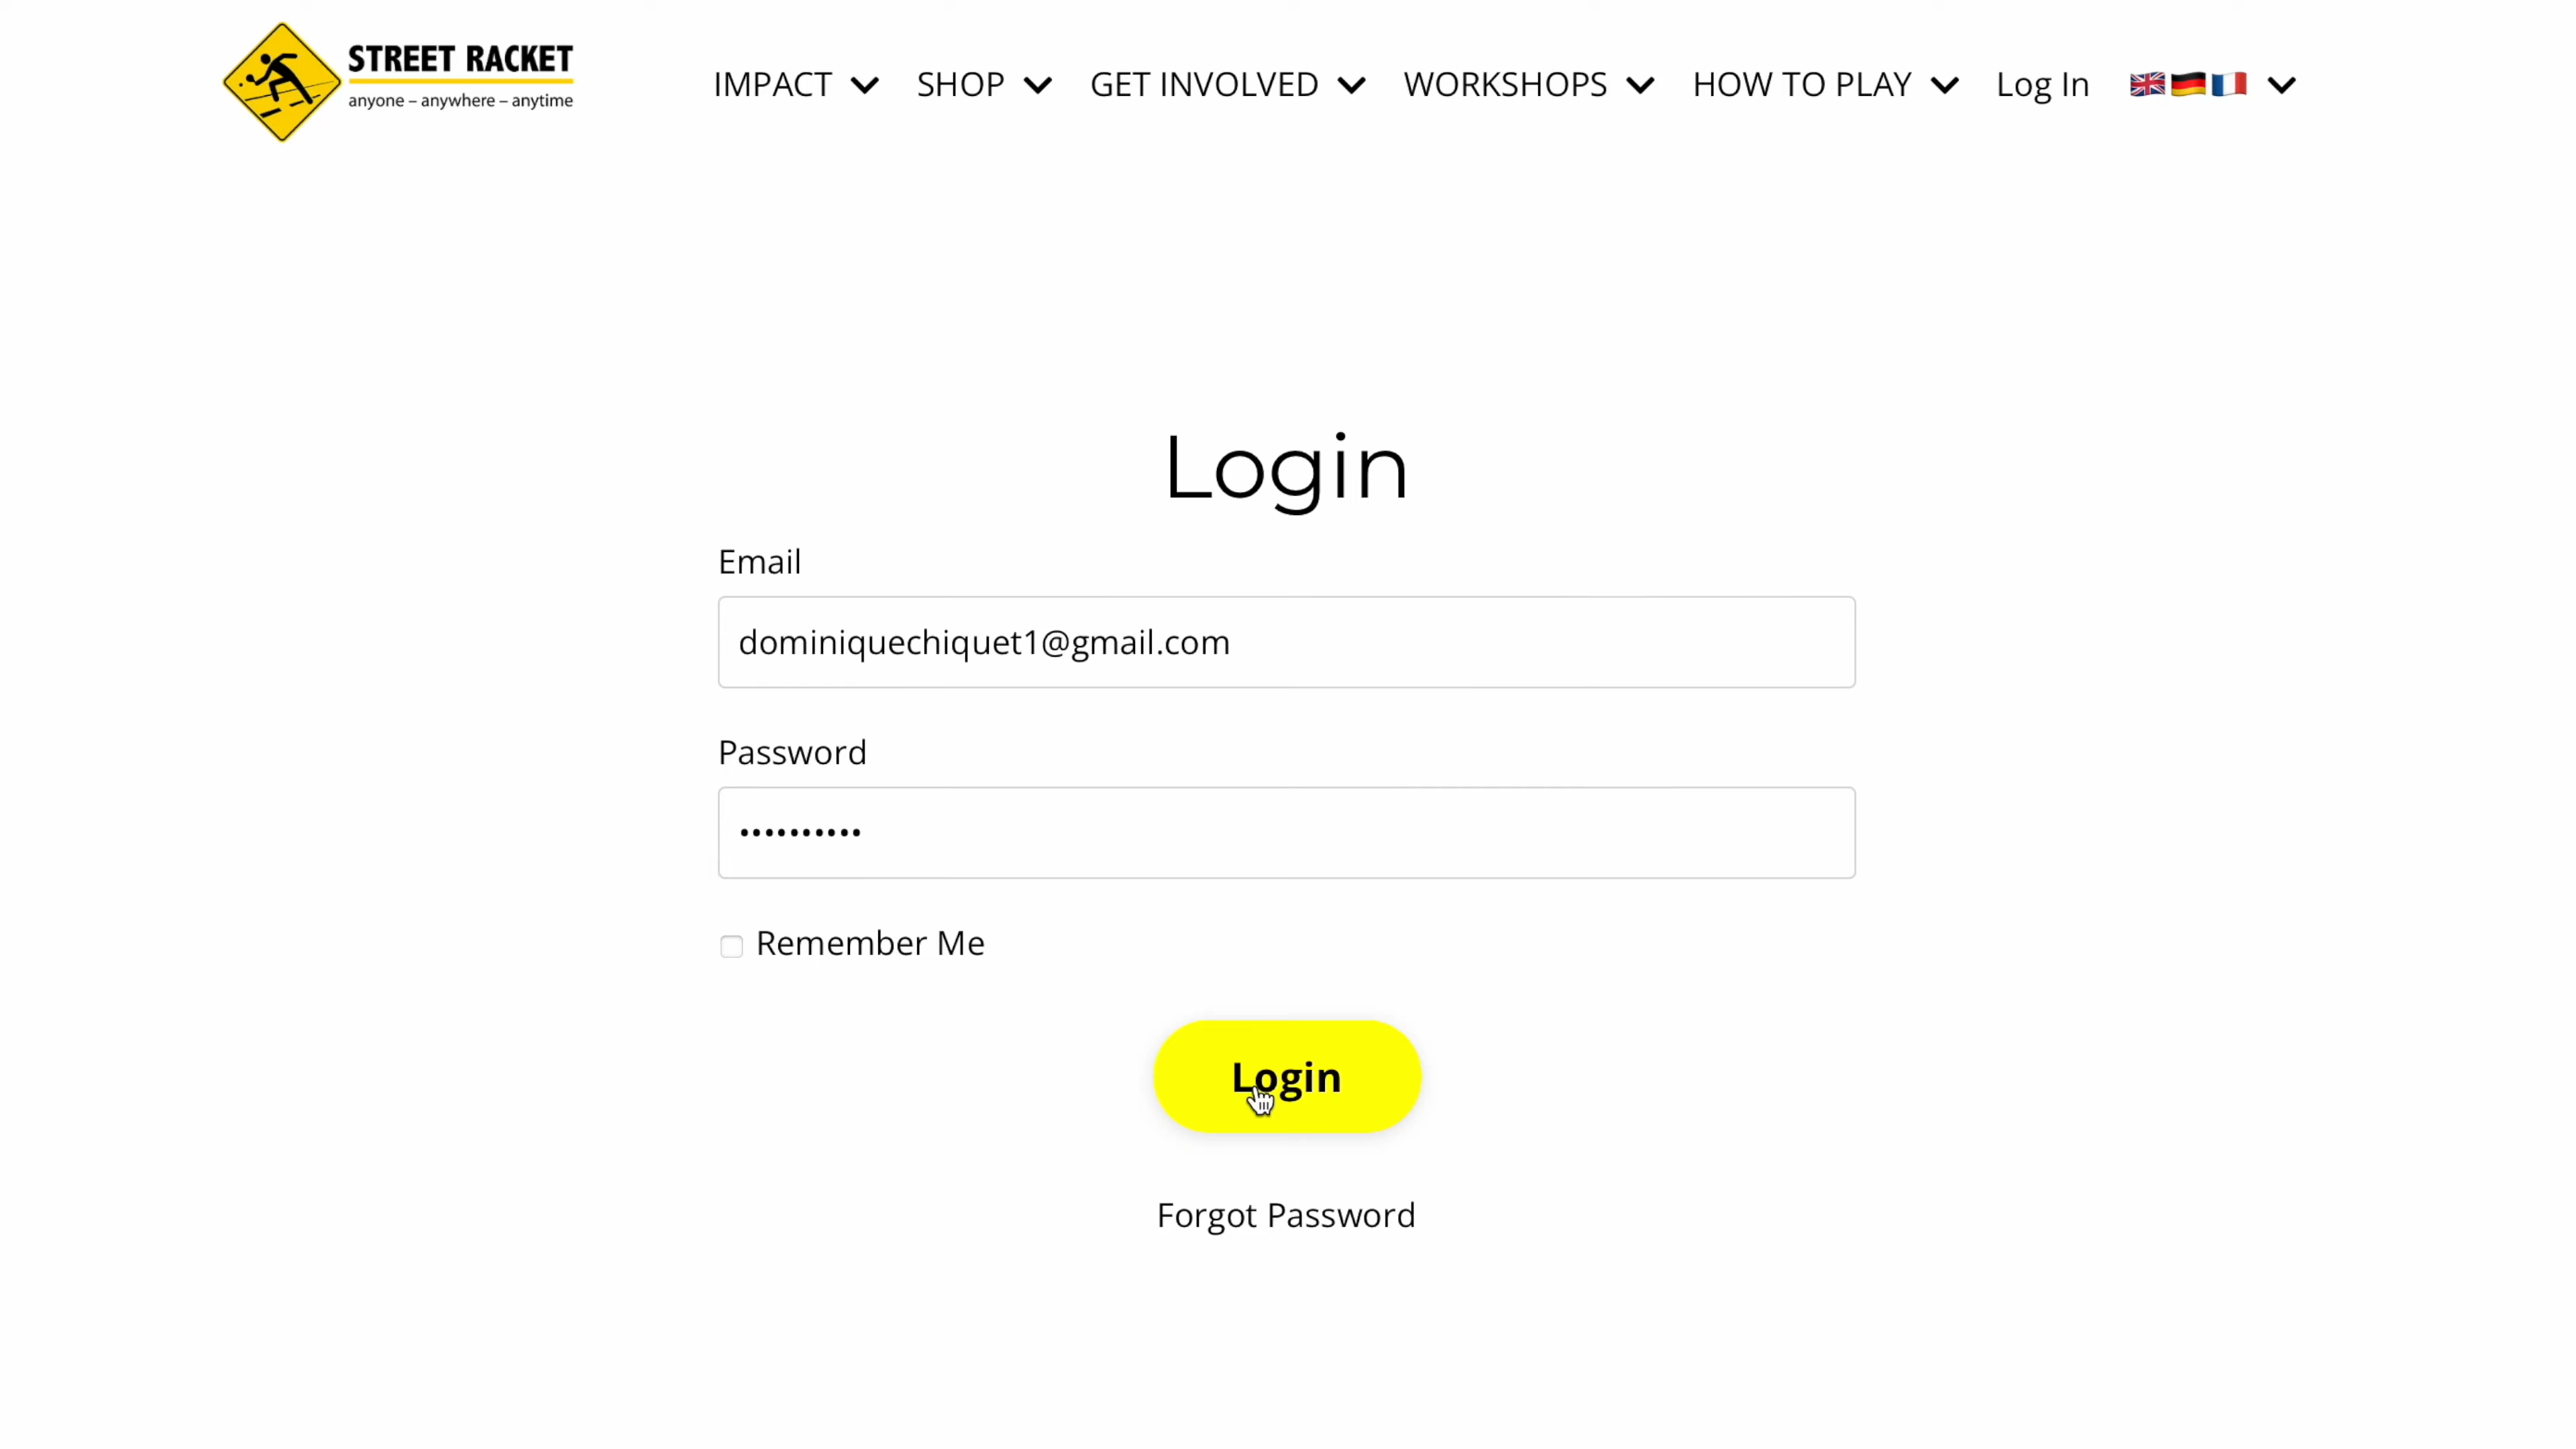 STREET RACKET
anyone – anywhere – anytime
IMPACT SHOP GET INVOLVED WORKSHOPS HOW TO PLAY Log In
Login
Email
dominiquechiquet1@gmail.com
Password
••••••••••
Remember Me
Login
Forgot Password